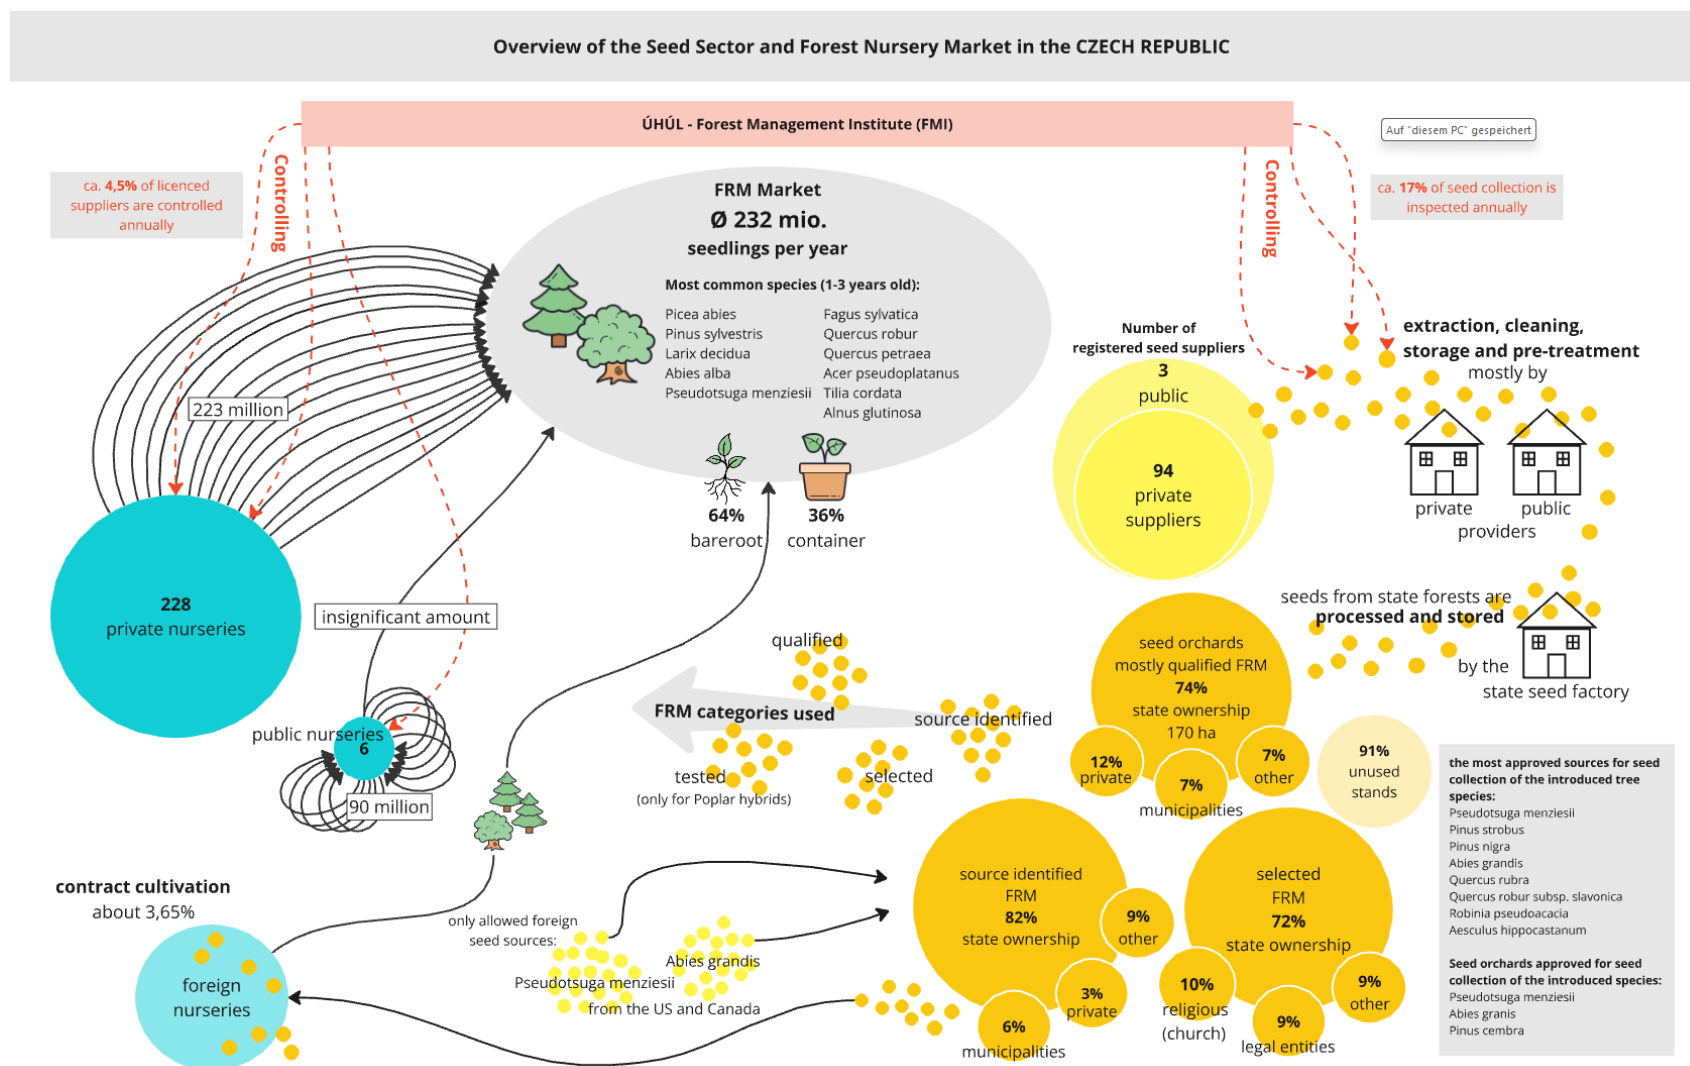 Overview of the Seed Sector and Forest Nursery Market in the CZECH REPUBLIC
ÚHÚL - Forest Management Institute (FMI)
Auf "diesem PC" gespeichert
Controlling
ca. 4,5% of licenced
suppliers are controlled
annually
Controlling
ca. 17% of seed collection is
inspected annually
FRM Market
Ø 232 mio.
seedlings per year
Most common species (1-3 years old):
Picea abies
Pinus sylvestris
Larix decidua
Abies alba
Pseudotsuga menziesii
Fagus sylvatica
Quercus robur
Quercus petraea
Acer pseudoplatanus
Tilia cordata
Alnus glutinosa
64%
bareroot
36%
container
223 million
228
private nurseries
insignificant amount
public nurseries
6
90 million
Number of
registered seed suppliers
3
public
94
private
suppliers
extraction, cleaning,
storage and pre-treatment
mostly by
private
public
providers
seeds from state forests are
processed and stored
by the
state seed factory
qualified
FRM categories used
source identified
tested
(only for Poplar hybrids)
selected
seed orchards
mostly qualified FRM
74%
state ownership
170 ha
12%
private
7%
municipalities
7%
other
91%
unused
stands
contract cultivation
about 3,65%
foreign
nurseries
only allowed foreign
seed sources:
Pseudotsuga menziesii
Abies grandis
from the US and Canada
source identified
FRM
82%
state ownership
9%
other
3%
private
6%
municipalities
selected
FRM
72%
state ownership
10%
religious
(church)
9%
legal entities
9%
other
the most approved sources for seed
collection of the introduced tree
species:
Pseudotsuga menziesii
Pinus strobus
Pinus nigra
Abies grandis
Quercus rubra
Quercus robur subsp. slavonica
Robinia pseudoacacia
Aesculus hippocastanum
Seed orchards approved for seed
collection of the introduced species:
Pseudotsuga menziesii
Abies granis
Pinus cembra